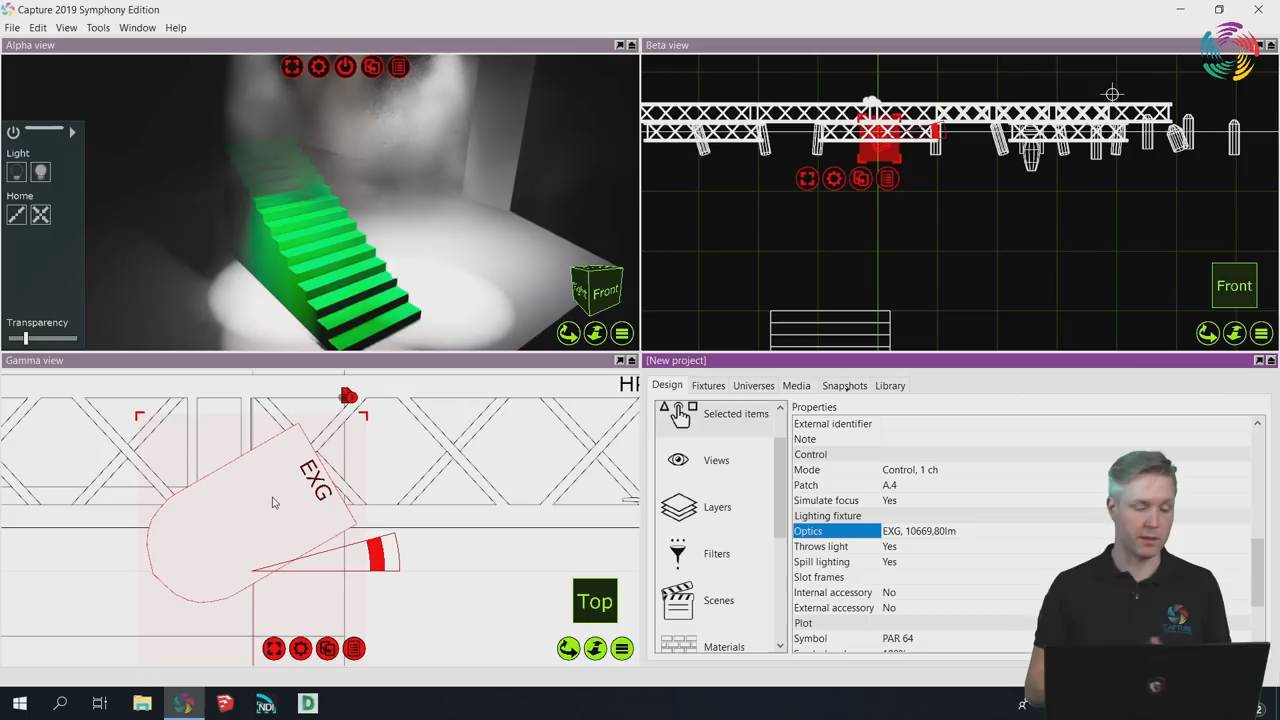 Capture 2019 Symphony Edition
File Edit View Tools Window Help
Alpha view
Light
Home
Transparency
Front
Beta view
Front
Gamma view
EXG
Top
[New project]
Design Fixtures Universes Media Snapshots Library
Selected items
Views
Layers
Filters
Scenes
Materials
Properties
External identifier
Note
Control
Mode Control, 1 ch
Patch A.4
Simulate focus Yes
Lighting fixture
Optics EXG, 10669,80lm
Throws light Yes
Spill lighting Yes
Slot frames
Internal accessory No
External accessory No
Plot
Symbol PAR 64
NDI
CAPTURE